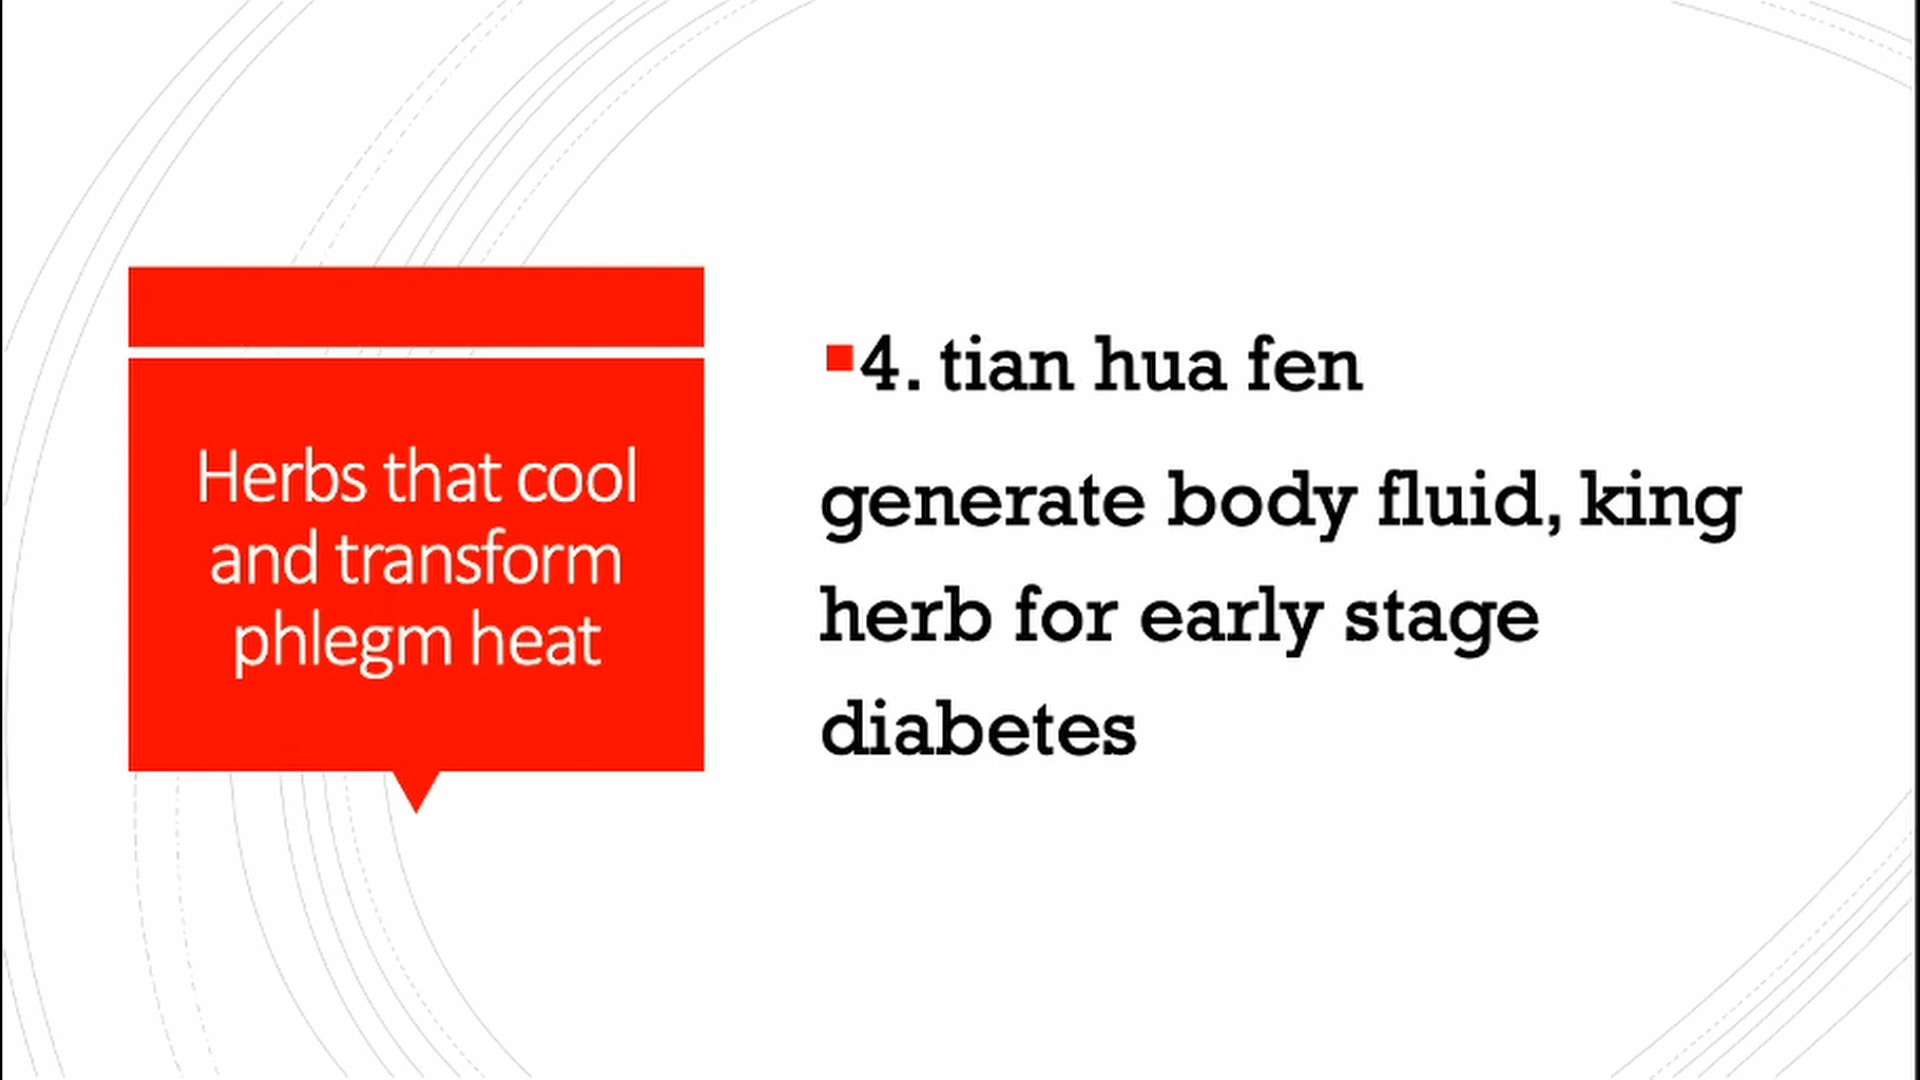 Herbs that cool
and transform
phlegm heat
4. tian hua fen
generate body fluid, king
herb for early stage
diabetes